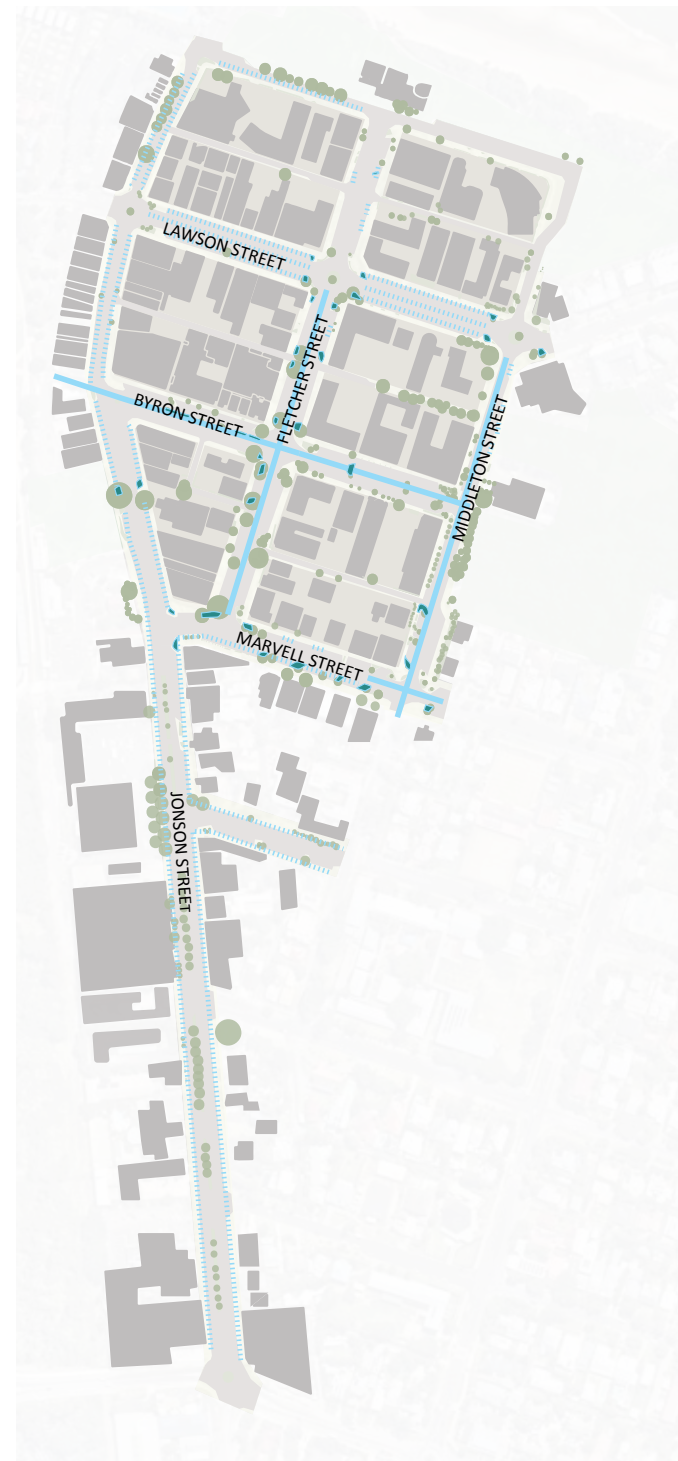 LAWSON STREET
FLETCHER STREET
BYRON STREET
MIDDLETON STREET
MARVELL STREET
JONSON STREET